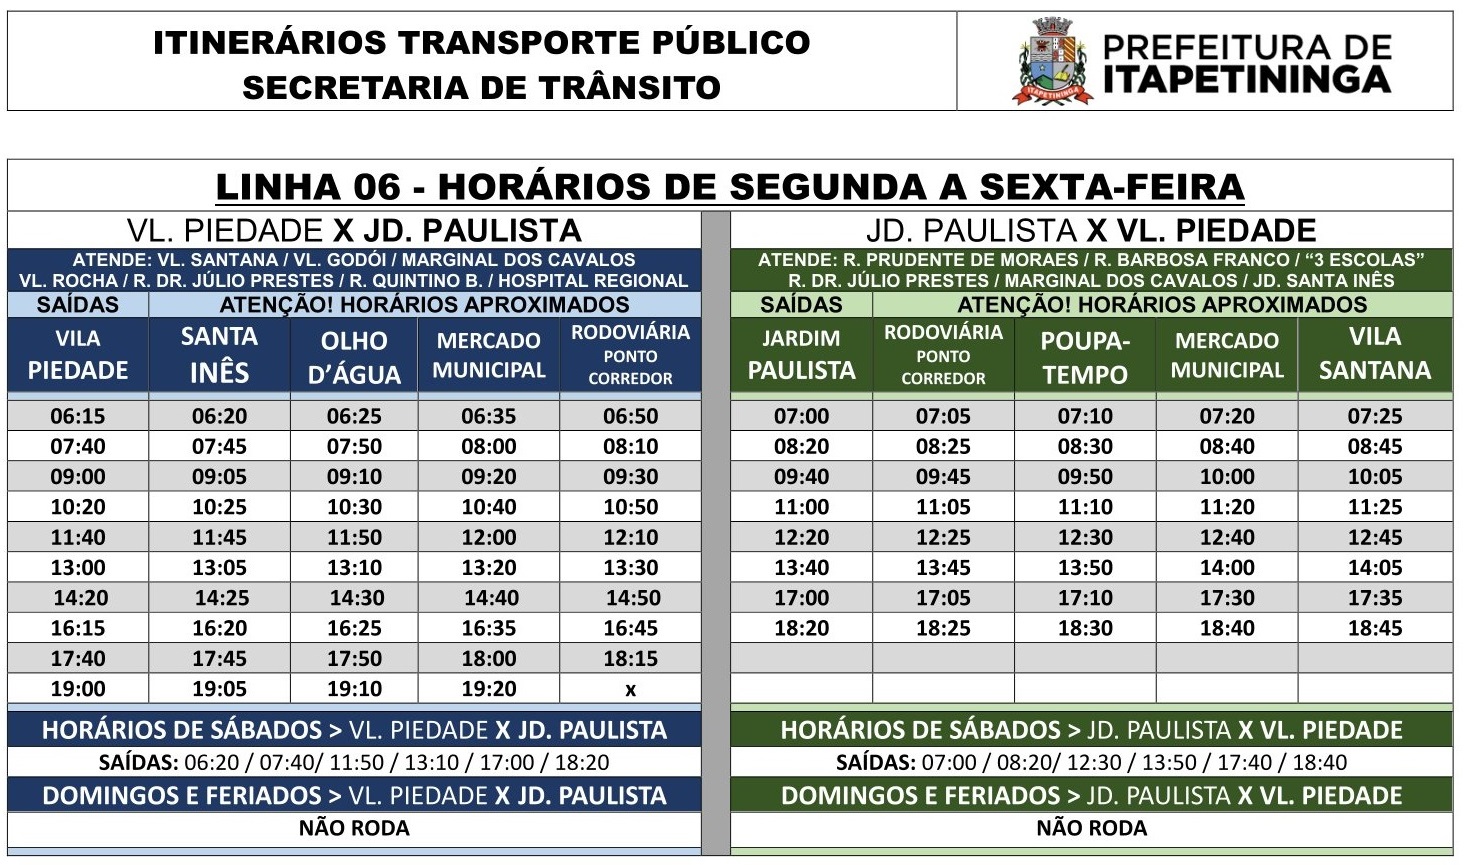 ITINERÁRIOS TRANSPORTE PÚBLICO
SECRETARIA DE TRÂNSITO
ITAPETININGA
PREFEITURA DE
ITAPETININGA
LINHA 06 - HORÁRIOS DE SEGUNDA A SEXTA-FEIRA
VL. PIEDADE X JD. PAULISTA
ATENDE: VL. SANTANA / VL. GODÓI / MARGINAL DOS CAVALOS
VL. ROCHA / R. DR. JÚLIO PRESTES / R. QUINTINO B. / HOSPITAL REGIONAL
SAÍDAS ATENÇÃO! HORÁRIOS APROXIMADOS
VILA PIEDADE SANTA INÊS OLHO D’ÁGUA MERCADO MUNICIPAL RODOVIÁRIA PONTO CORREDOR
06:15 06:20 06:25 06:35 06:50
07:40 07:45 07:50 08:00 08:10
09:00 09:05 09:10 09:20 09:30
10:20 10:25 10:30 10:40 10:50
11:40 11:45 11:50 12:00 12:10
13:00 13:05 13:10 13:20 13:30
14:20 14:25 14:30 14:40 14:50
16:15 16:20 16:25 16:35 16:45
17:40 17:45 17:50 18:00 18:15
19:00 19:05 19:10 19:20 x
HORÁRIOS DE SÁBADOS > VL. PIEDADE X JD. PAULISTA
SAÍDAS: 06:20 / 07:40/ 11:50 / 13:10 / 17:00 / 18:20
DOMINGOS E FERIADOS > VL. PIEDADE X JD. PAULISTA
NÃO RODA
JD. PAULISTA X VL. PIEDADE
ATENDE: R. PRUDENTE DE MORAES / R. BARBOSA FRANCO / “3 ESCOLAS”
R. DR. JÚLIO PRESTES / MARGINAL DOS CAVALOS / JD. SANTA INÊS
SAÍDAS ATENÇÃO! HORÁRIOS APROXIMADOS
JARDIM PAULISTA RODOVIÁRIA PONTO CORREDOR POUPA-TEMPO MERCADO MUNICIPAL VILA SANTANA
07:00 07:05 07:10 07:20 07:25
08:20 08:25 08:30 08:40 08:45
09:40 09:45 09:50 10:00 10:05
11:00 11:05 11:10 11:20 11:25
12:20 12:25 12:30 12:40 12:45
13:40 13:45 13:50 14:00 14:05
17:00 17:05 17:10 17:30 17:35
18:20 18:25 18:30 18:40 18:45
HORÁRIOS DE SÁBADOS > JD. PAULISTA X VL. PIEDADE
SAÍDAS: 07:00 / 08:20/ 12:30 / 13:50 / 17:40 / 18:40
DOMINGOS E FERIADOS > JD. PAULISTA X VL. PIEDADE
NÃO RODA